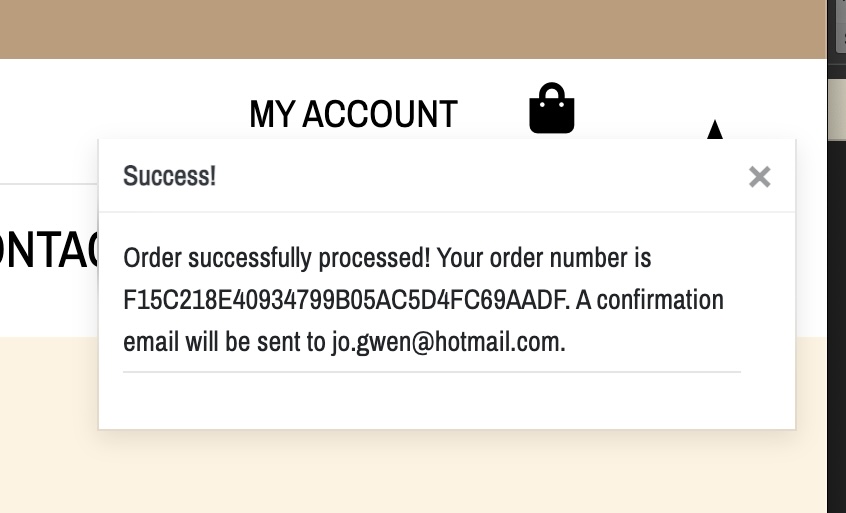 MY ACCOUNT
Success!
ONTAC
Order successfully processed! Your order number is
F15C218E40934799B05AC5D4FC69AADF. A confirmation
email will be sent to jo.gwen@hotmail.com.